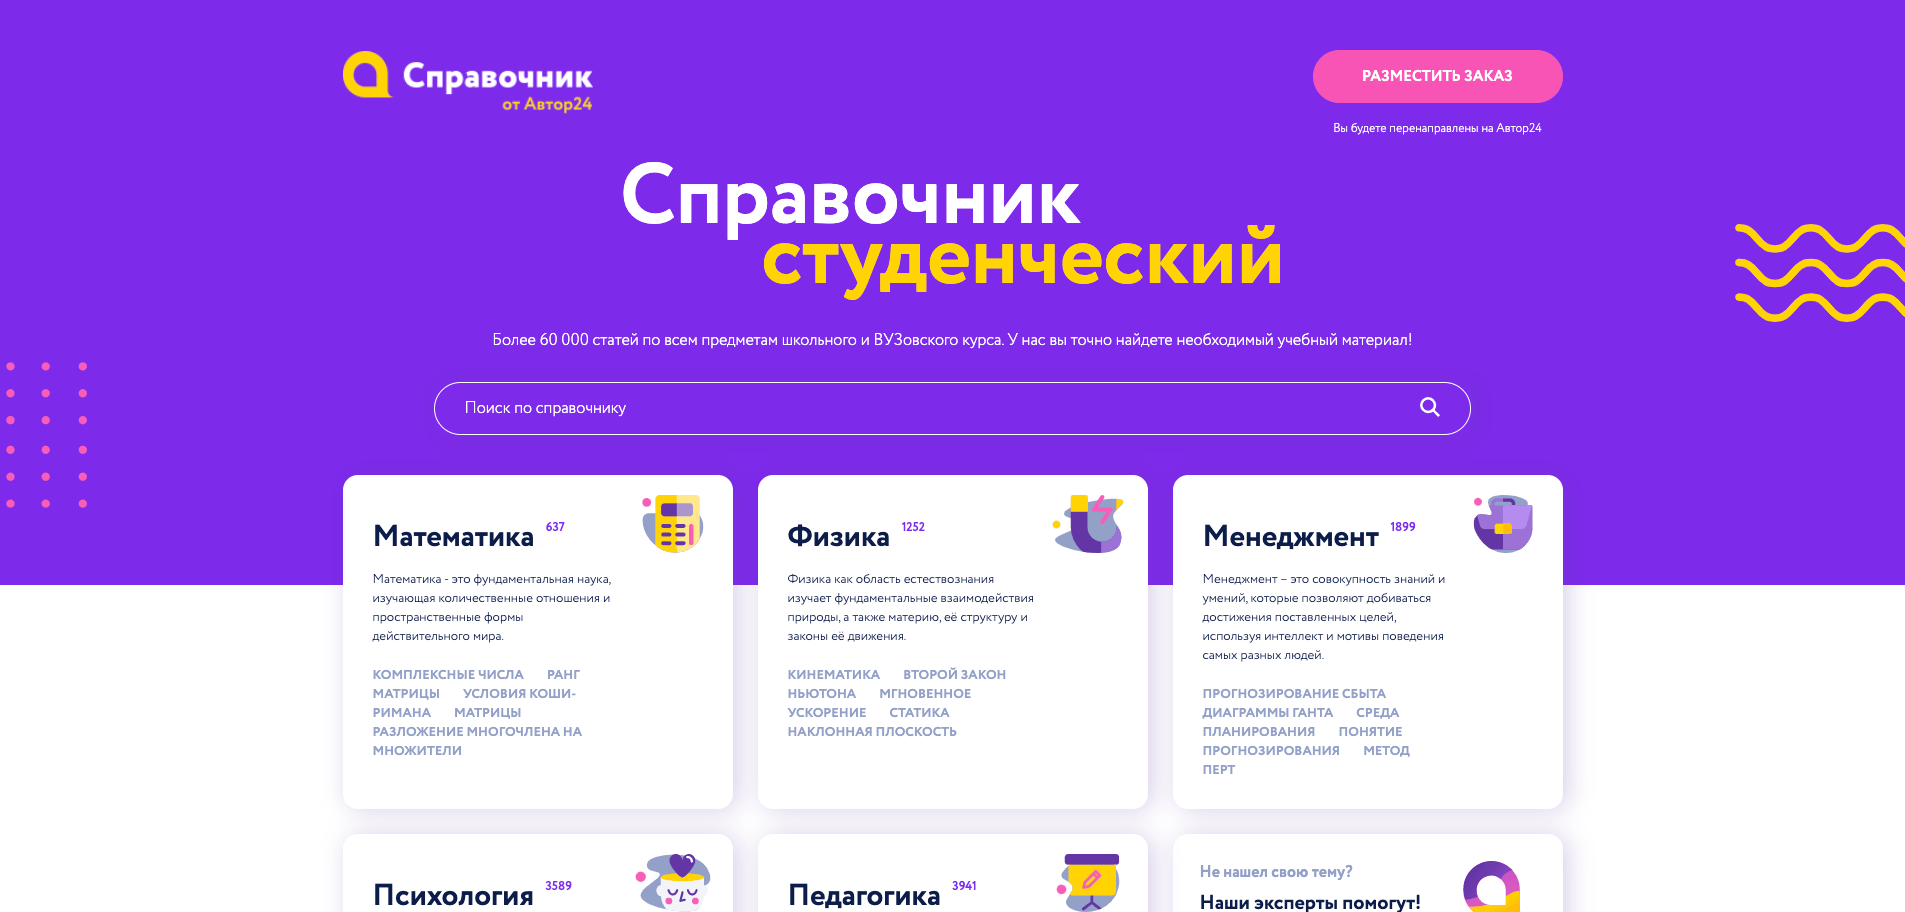 Справочник
от Автор24
РАЗМЕСТИТЬ ЗАКАЗ
Вы будете перенаправлены на Автор24
Справочник
студенческий
Более 60 000 статей по всем предметам школьного и ВУЗовского курса. У нас вы точно найдете необходимый учебный материал!
Поиск по справочнику
Математика 637
Математика - это фундаментальная наука,
изучающая количественные отношения и
пространственные формы
действительного мира.
КОМПЛЕКСНЫЕ ЧИСЛА РАНГ
МАТРИЦЫ УСЛОВИЯ КОШИ-
РИМАНА МАТРИЦЫ
РАЗЛОЖЕНИЕ МНОГОЧЛЕНА НА
МНОЖИТЕЛИ
Физика 1252
Физика как область естествознания
изучает фундаментальные взаимодействия
природы, а также материю, её структуру и
законы её движения.
КИНЕМАТИКА ВТОРОЙ ЗАКОН
НЬЮТОНА МГНОВЕННОЕ
УСКОРЕНИЕ СТАТИКА
НАКЛОННАЯ ПЛОСКОСТЬ
Менеджмент 1899
Менеджмент – это совокупность знаний и
умений, которые позволяют добиваться
достижения поставленных целей,
используя интеллект и мотивы поведения
самых разных людей.
ПРОГНОЗИРОВАНИЕ СБЫТА
ДИАГРАММЫ ГАНТА СРЕДА
ПЛАНИРОВАНИЯ ПОНЯТИЕ
ПРОГНОЗИРОВАНИЯ МЕТОД
ПЕРТ
Психология 3589
Педагогика 3941
Не нашел свою тему?
Наши эксперты помогут!